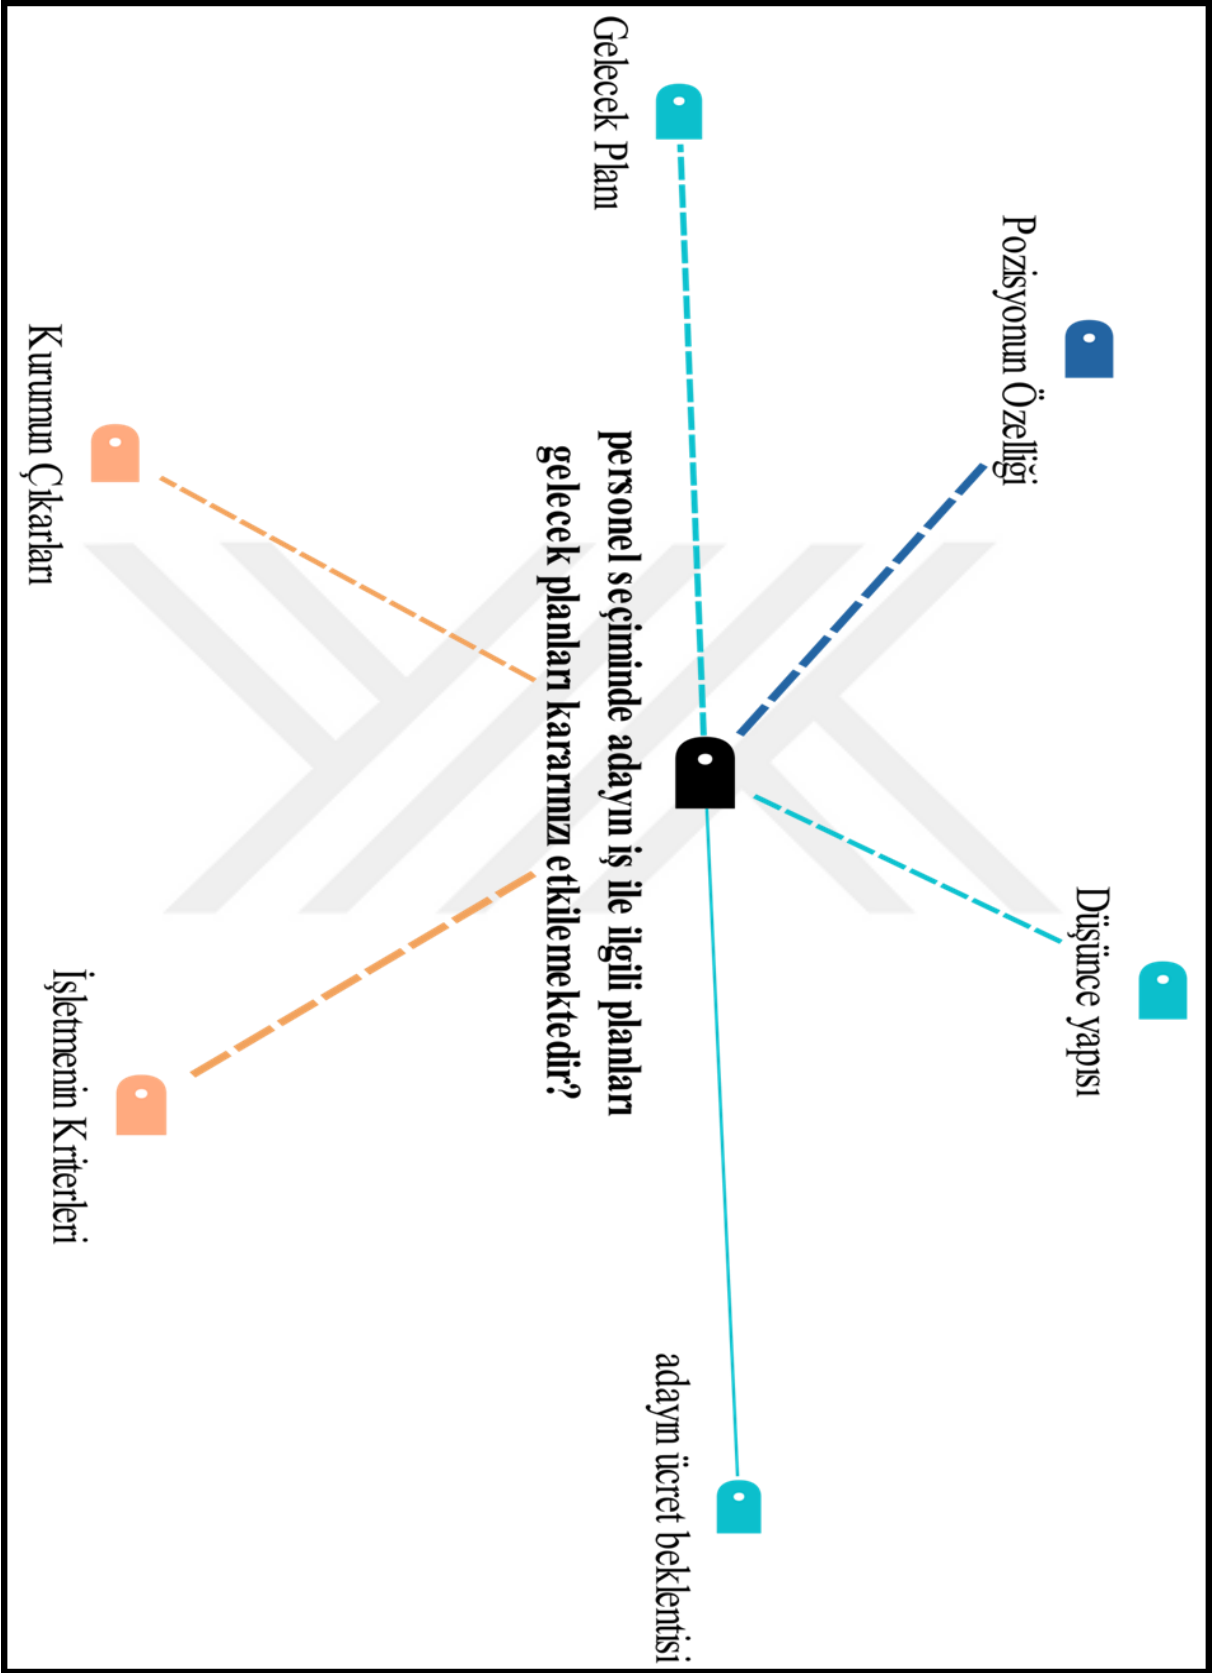 Düşünce yapısı
Pozisyonun Özelliği
adayın ücret beklentisi
personel seçiminde adayın iş ile ilgili planları
gelecek planları kararınızı etkilemektedir?
Gelecek Planı
İşletmenin Kriterleri
Kurumun Çıkarları